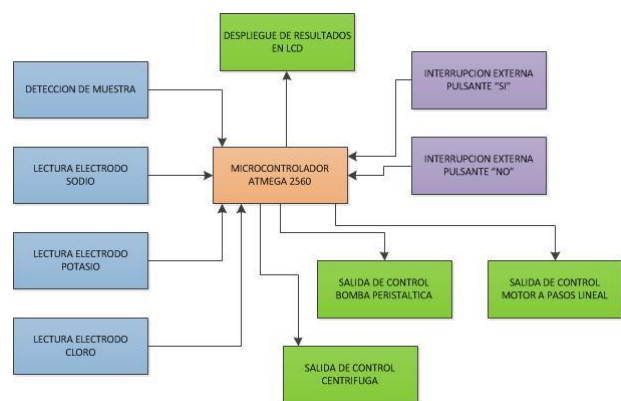 DESPLIEGUE DE RESULTADOS
EN LCD
DETECCION DE MUESTRA
INTERRUPCION EXTERNA
PULSANTE “SI”
LECTURA ELECTRODO
SODIO
MICROCONTROLADOR
ATMEGA 2560
INTERRUPCION EXTERNA
PULSANTE “NO”
LECTURA ELECTRODO
POTASIO
SALIDA DE CONTROL
BOMBA PERISTALTICA
SALIDA DE CONTROL
MOTOR A PASOS LINEAL
LECTURA ELECTRODO
CLORO
SALIDA DE CONTROL
CENTRIFUGA